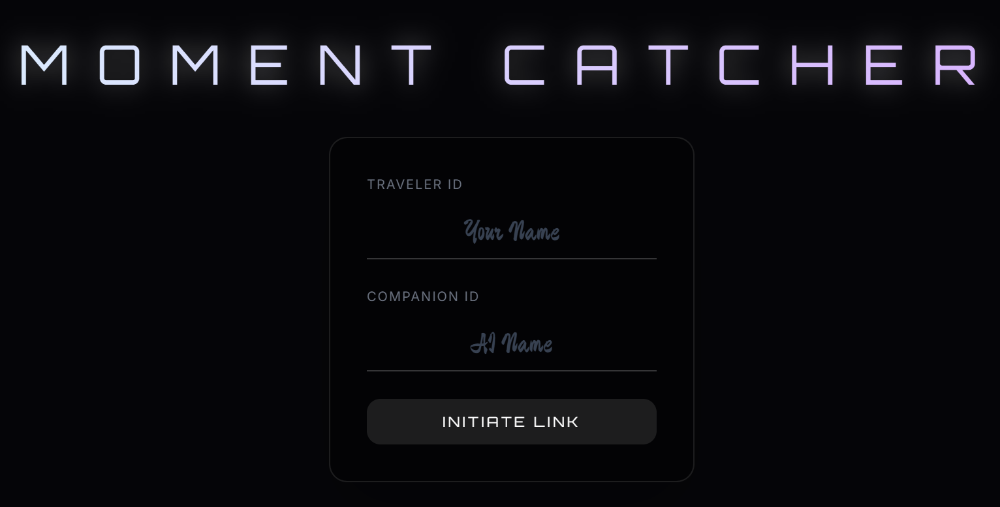 MOMENT CATCHER
TRAVELER ID
Your Name
COMPANION ID
AI Name
INITIATE LINK